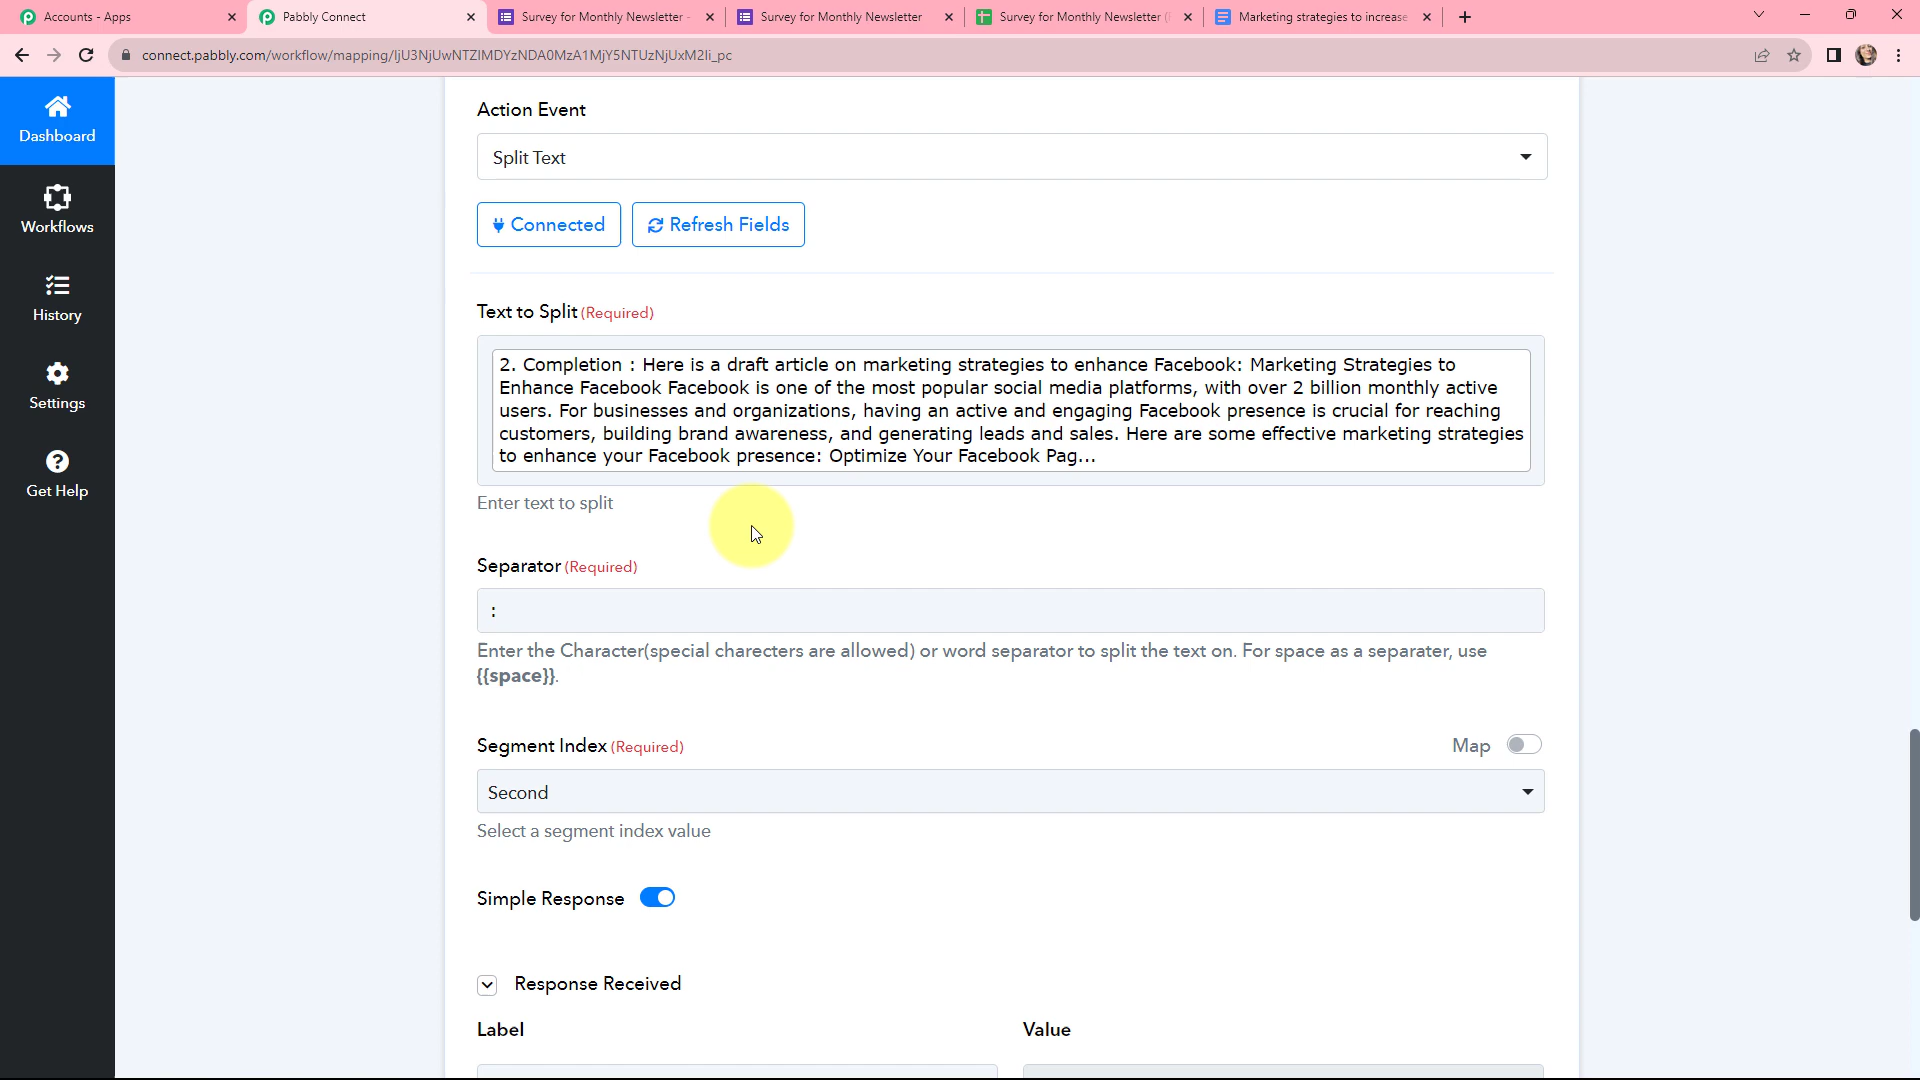 Accounts - Apps
Pabbly Connect
Survey for Monthly Newsletter -
Survey for Monthly Newsletter
Survey for Monthly Newsletter (
Marketing strategies to increase
connect.pabbly.com/workflow/mapping/IjU3NjUwNTZlMDYzNDA0MzA1MjY5NTUzNjUxM2Ii_pc
Dashboard
Workflows
History
Settings
Get Help
Action Event
Split Text
Connected
Refresh Fields
Text to Split (Required)
2. Completion : Here is a draft article on marketing strategies to enhance Facebook: Marketing Strategies to
Enhance Facebook Facebook is one of the most popular social media platforms, with over 2 billion monthly active
users. For businesses and organizations, having an active and engaging Facebook presence is crucial for reaching
customers, building brand awareness, and generating leads and sales. Here are some effective marketing strategies
to enhance your Facebook presence: Optimize Your Facebook Pag...
Enter text to split
Separator (Required)
:
Enter the Character(special charecters are allowed) or word separator to split the text on. For space as a separater, use
{{space}}.
Segment Index (Required)
Map
Second
Select a segment index value
Simple Response
Response Received
Label
Value